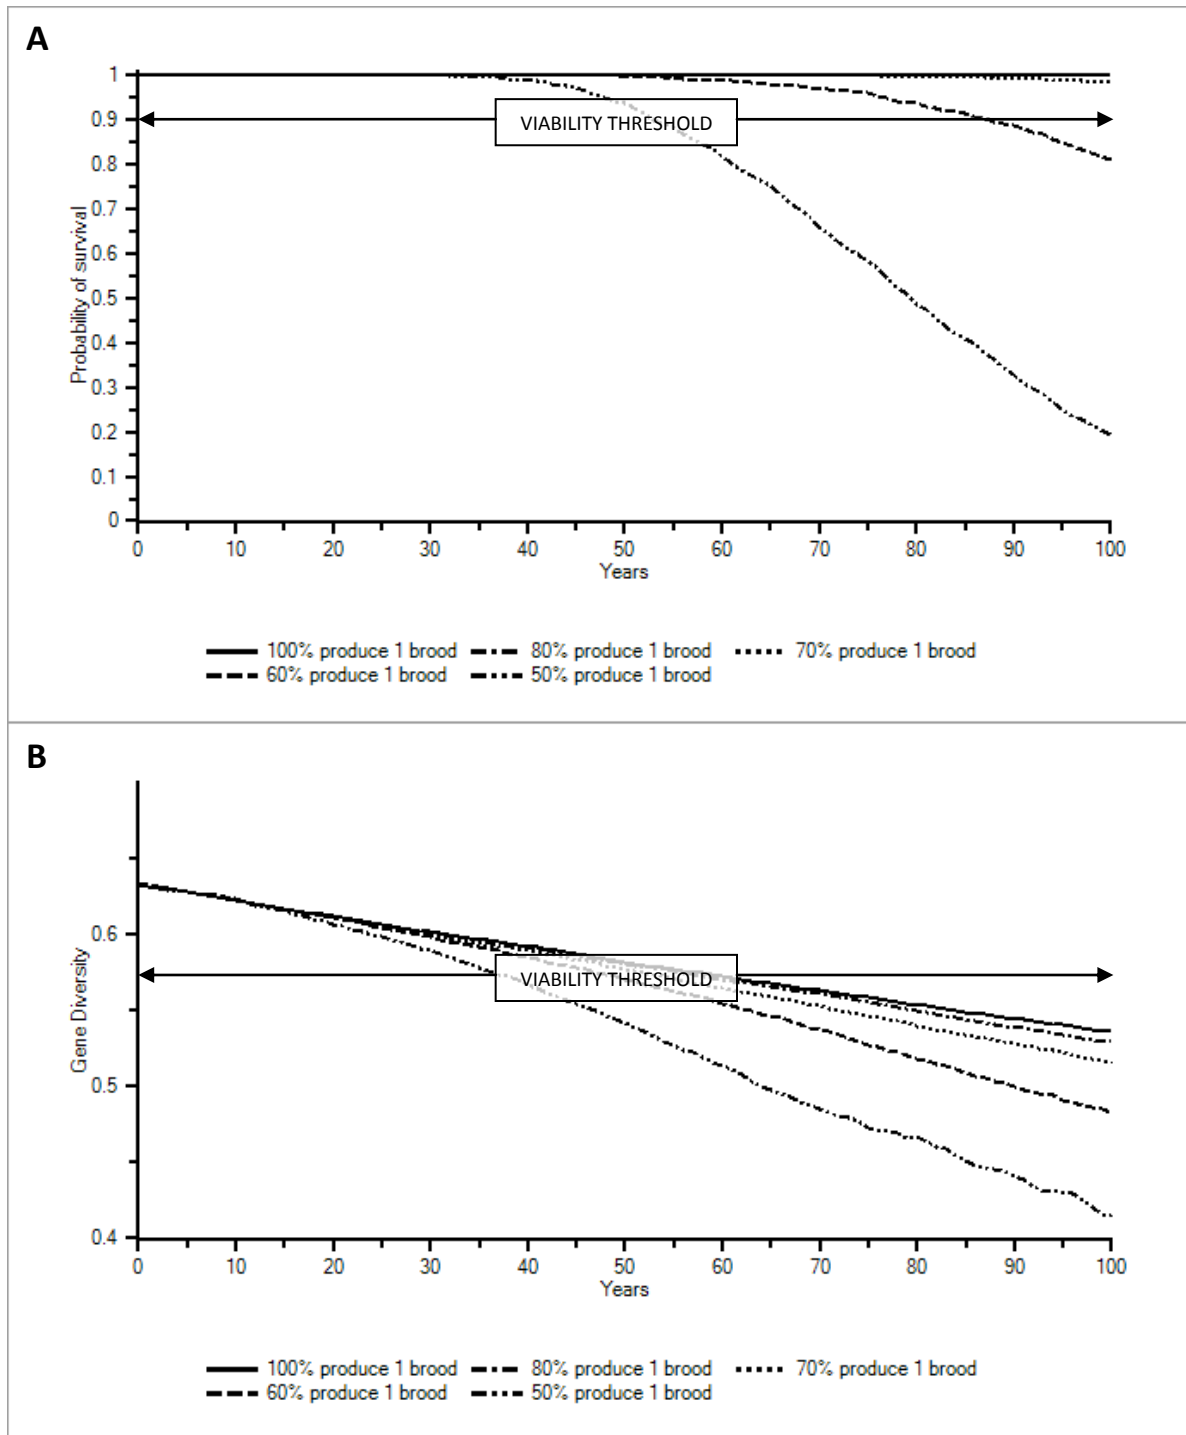 A
1
0.9
VIABILITY THRESHOLD
0.8
0.7
0.6
0.5
0.4
0.3
0.2
0.1
0
Probability of survival
0 10 20 30 40 50 60 70 80 90 100
Years
100% produce 1 brood 80% produce 1 brood 70% produce 1 brood
60% produce 1 brood 50% produce 1 brood
B
0.6
VIABILITY THRESHOLD
0.5
0.4
Gene Diversity
0 10 20 30 40 50 60 70 80 90 100
Years
100% produce 1 brood 80% produce 1 brood 70% produce 1 brood
60% produce 1 brood 50% produce 1 brood